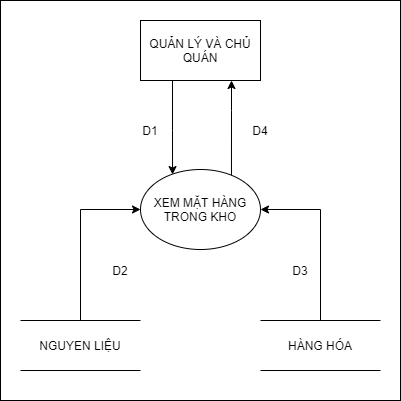 QUẢN LÝ VÀ CHỦ
QUÁN
D1
D4
XEM MẶT HÀNG
TRONG KHO
D2
D3
NGUYEN LIỆU
HÀNG HÓA